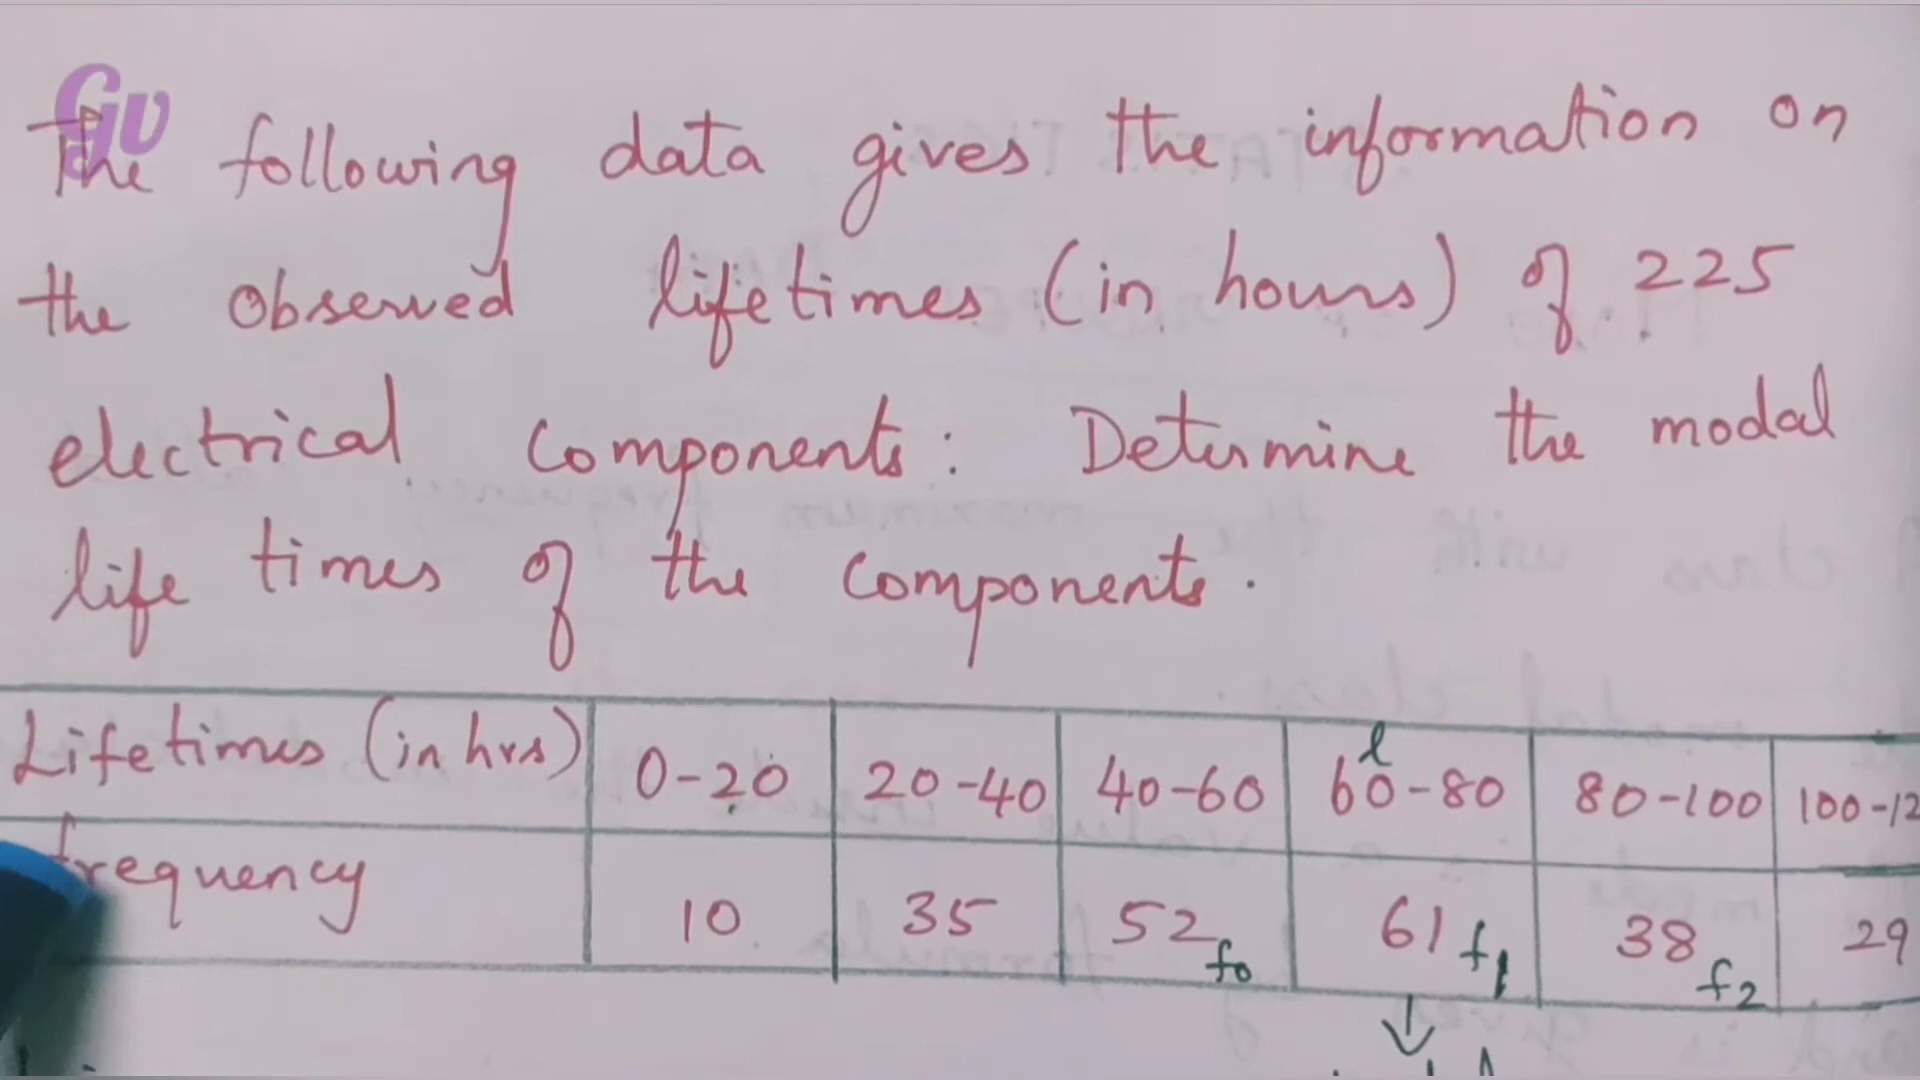 GV
The following data gives the information on
the observed lifetimes (in hours) of 225
electrical components: Determine the modal
life times of the components.
Lifetimes (in hrs) 0-20 20-40 40-60 60-80 80-100 100-12
l
frequency 10 35 52 61 38 29
f0 f1 f2